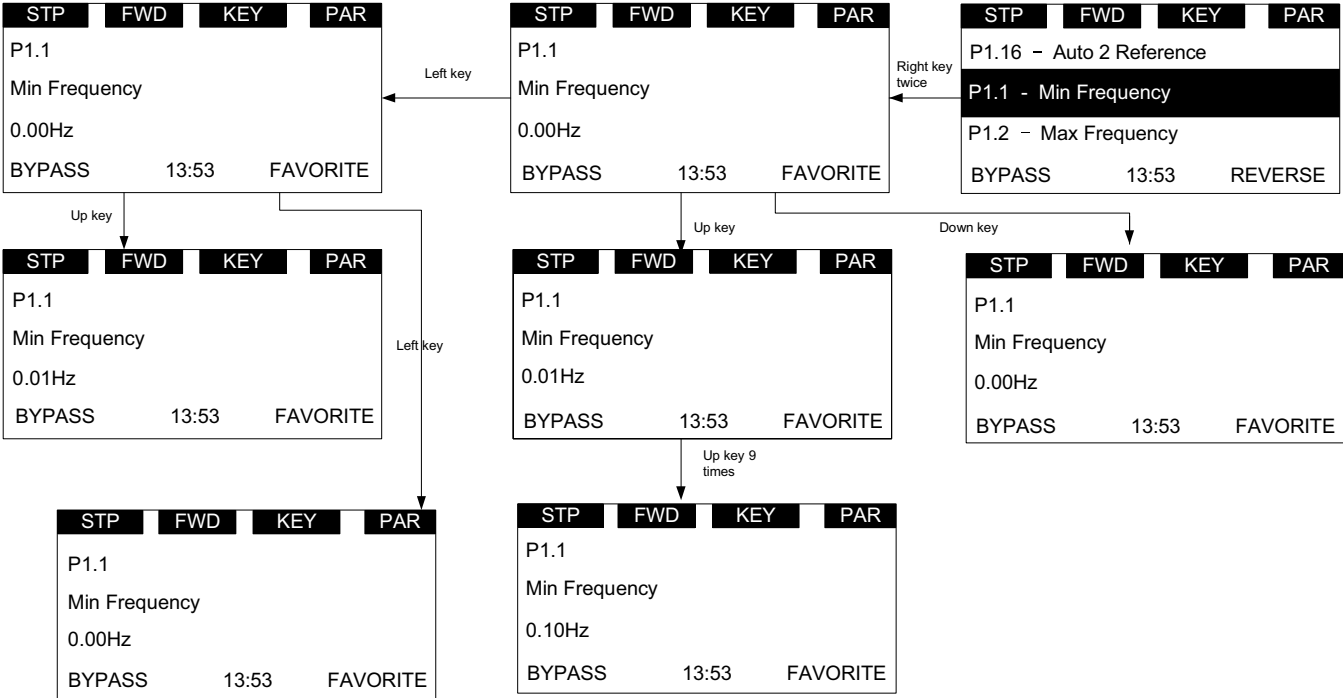 STP FWD KEY PAR
P1.1
Min Frequency
0.00Hz
BYPASS 13:53 FAVORITE
Left key
STP FWD KEY PAR
P1.1
Min Frequency
0.00Hz
BYPASS 13:53 FAVORITE
Right key
twice
STP FWD KEY PAR
P1.16 - Auto 2 Reference
P1.1 - Min Frequency
P1.2 - Max Frequency
BYPASS 13:53 REVERSE
Up key
Up key
Down key
STP FWD KEY PAR
P1.1
Min Frequency
0.01Hz
BYPASS 13:53 FAVORITE
Left key
STP FWD KEY PAR
P1.1
Min Frequency
0.01Hz
BYPASS 13:53 FAVORITE
STP FWD KEY PAR
P1.1
Min Frequency
0.00Hz
BYPASS 13:53 FAVORITE
Up key 9
times
STP FWD KEY PAR
P1.1
Min Frequency
0.00Hz
BYPASS 13:53 FAVORITE
STP FWD KEY PAR
P1.1
Min Frequency
0.10Hz
BYPASS 13:53 FAVORITE